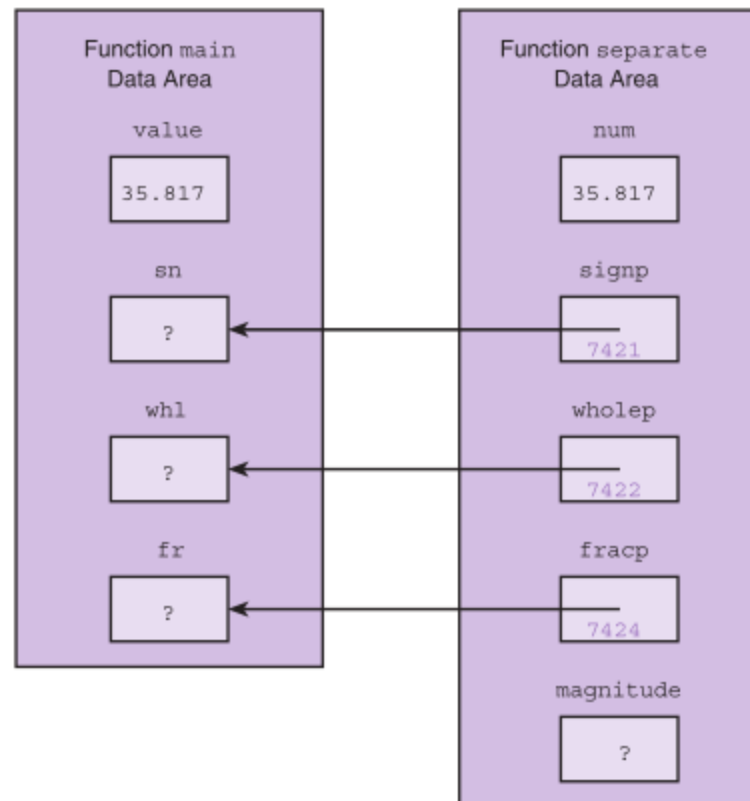 Function main
Data Area
value
35.817
sn
?
whl
?
fr
?
Function separate
Data Area
num
35.817
signp
7421
wholep
7422
fracp
7424
magnitude
?